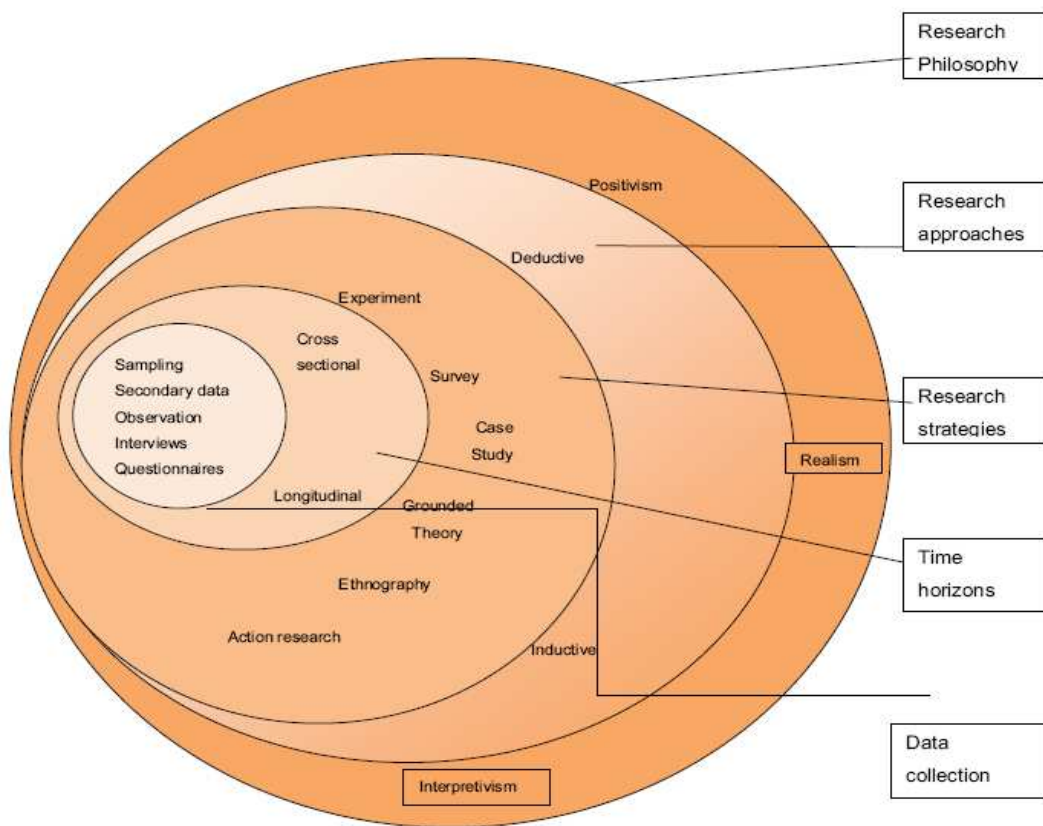 Research
Philosophy
Positivism
Research
approaches
Deductive
Experiment
Cross
sectional
Sampling
Secondary data
Observation
Interviews
Questionnaires
Survey
Research
strategies
Case
Study
Realism
Longitudinal
Grounded
Theory
Time
horizons
Ethnography
Action research
Inductive
Data
collection
Interpretivism